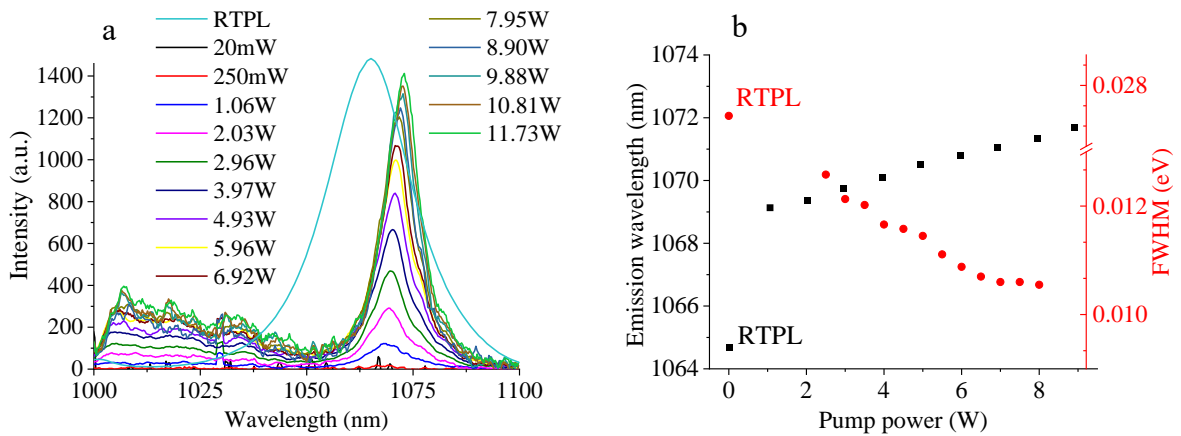 a
RTPL
20mW
250mW
1.06W
2.03W
2.96W
3.97W
4.93W
5.96W
6.92W
7.95W
8.90W
9.88W
10.81W
11.73W
Intensity (a.u.)
1400
1200
1000
800
600
400
200
0
1000
1025
1050
1075
1100
Wavelength (nm)
b
Emission wavelength (nm)
1074
1072
1070
1068
1066
1064
RTPL
RTPL
0
2
4
6
8
Pump power (W)
0.028
0.012
0.010
FWHM (eV)